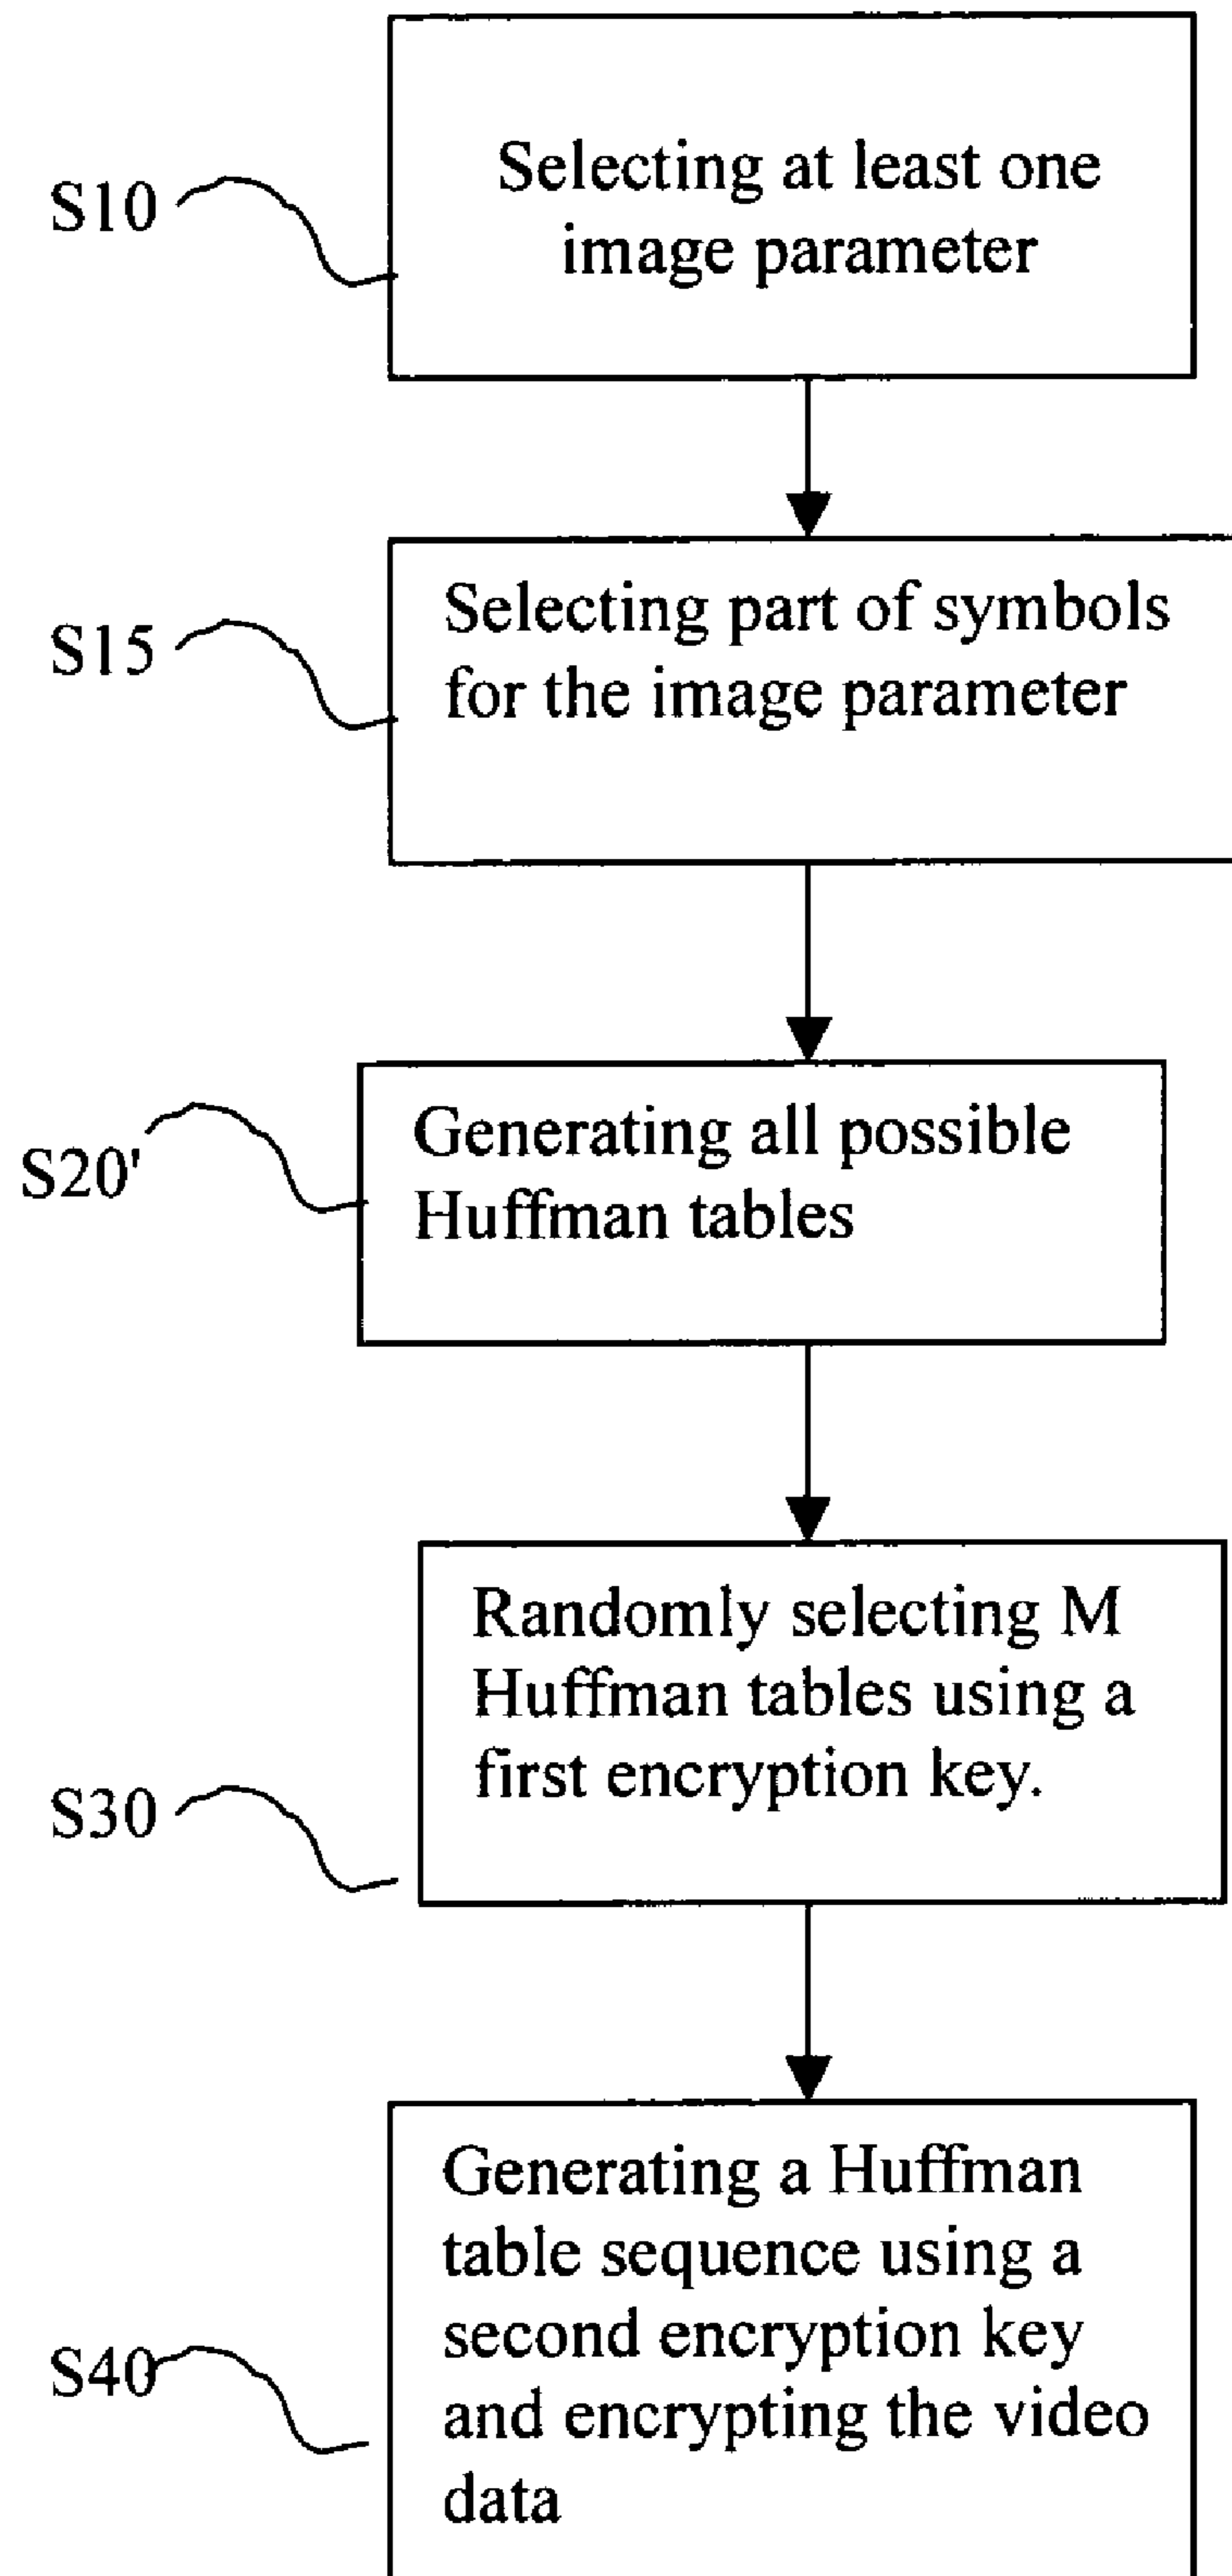 Selecting at least one
image parameter
S10
Selecting part of symbols
for the image parameter
S15
Generating all possible
Huffman tables
S20'
Randomly selecting M
Huffman tables using a
first encryption key.
S30
Generating a Huffman
table sequence using a
second encryption key
and encrypting the video
data
S40